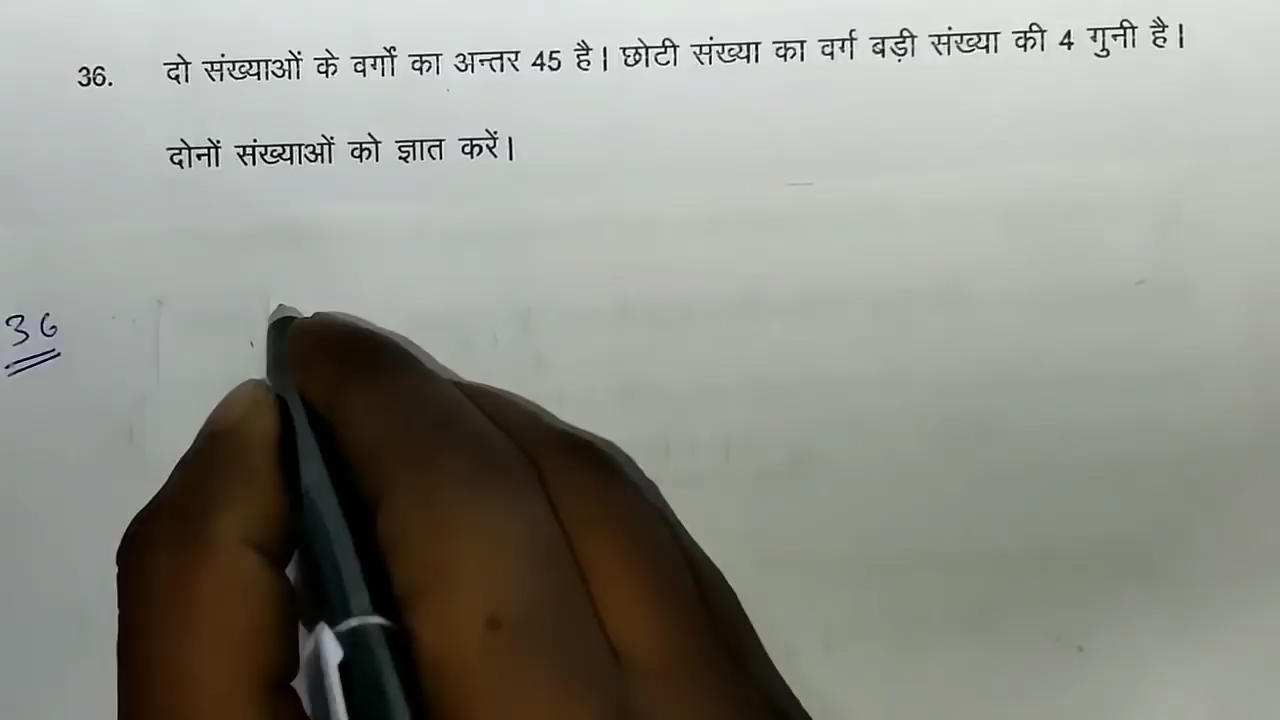 36. दो संख्याओं के वर्गों का अन्तर 45 है। छोटी संख्या का वर्ग बड़ी संख्या की 4 गुनी है।
दोनों संख्याओं को ज्ञात करें।
36